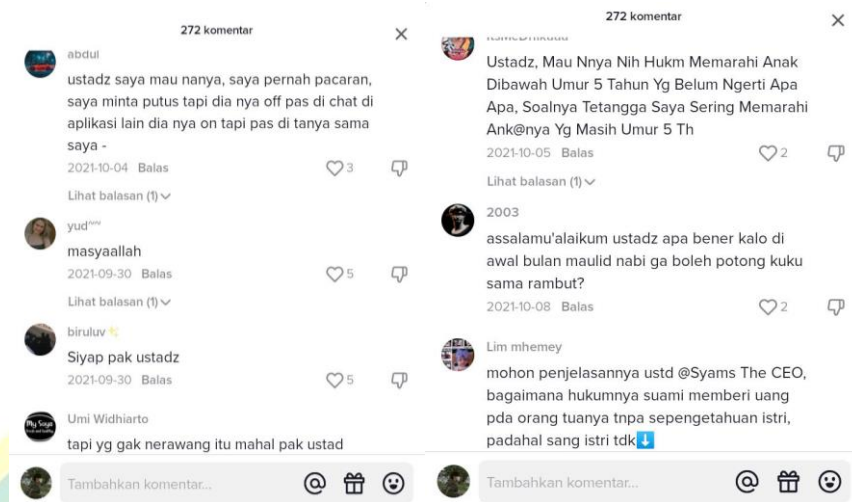 272 komentar
abdul
ustadz saya mau nanya, saya pernah pacaran,
saya minta putus tapi dia nya off pas di chat di
aplikasi lain dia nya on tapi pas di tanya sama
saya -
2021-10-04 Balas 3
Lihat balasan (1)
yud
masyaallah
2021-09-30 Balas 5
Lihat balasan (1)
biruluv✨
Siyap pak ustadz
2021-09-30 Balas 5
My Saya
Umi Widhiarto
tapi yg gak nerawang itu mahal pak ustad
Tambahkan komentar...
272 komentar
Ustadz, Mau Nnya Nih Hukm Memarahi Anak
Dibawah Umur 5 Tahun Yg Belum Ngerti Apa
Apa, Soalnya Tetangga Saya Sering Memarahi
Ank@nya Yg Masih Umur 5 Th
2021-10-05 Balas 2
Lihat balasan (1)
2003
assalamu'alaikum ustadz apa bener kalo di
awal bulan maulid nabi ga boleh potong kuku
sama rambut?
2021-10-08 Balas 2
Lim mhemey
mohon penjelasannya ustd @Syams The CEO,
bagaimana hukumnya suami memberi uang
pda orang tuanya tnpa sepengetahuan istri,
padahal sang istri tdk⬇️
Tambahkan komentar...